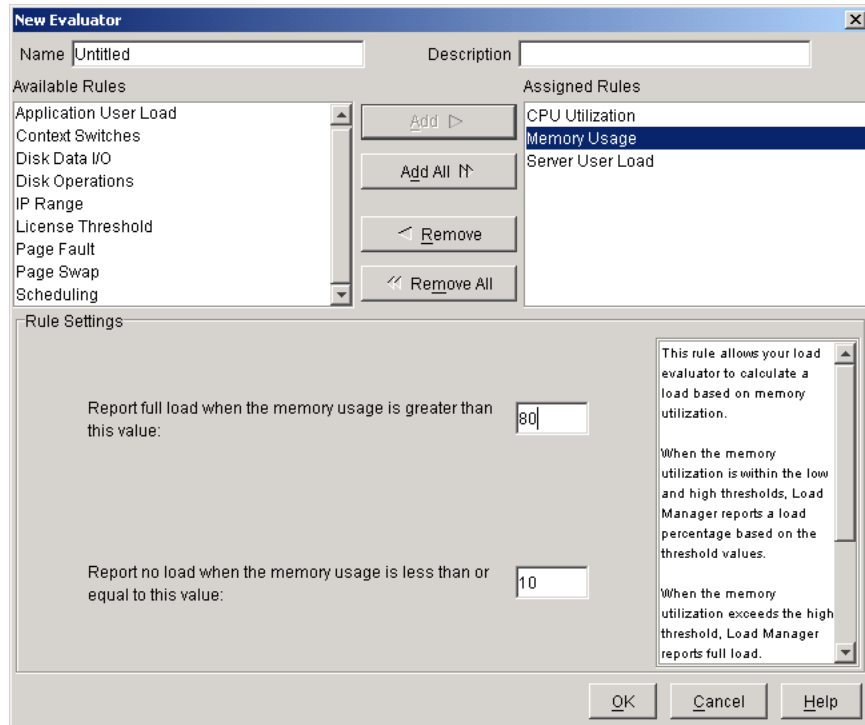 New Evaluator
Name Untitled Description
Available Rules Assigned Rules
Application User Load
Context Switches
Disk Data I/O
Disk Operations
IP Range
License Threshold
Page Fault
Page Swap
Scheduling
Add
Add All
Remove
Remove All
CPU Utilization
Memory Usage
Server User Load
Rule Settings
Report full load when the memory usage is greater than
this value:
80
Report no load when the memory usage is less than or
equal to this value:
10
This rule allows your load
evaluator to calculate a
load based on memory
utilization.
When the memory
utilization is within the low
and high thresholds, Load
Manager reports a load
percentage based on the
threshold values.
When the memory
utilization exceeds the high
threshold, Load Manager
reports full load.
OK Cancel Help